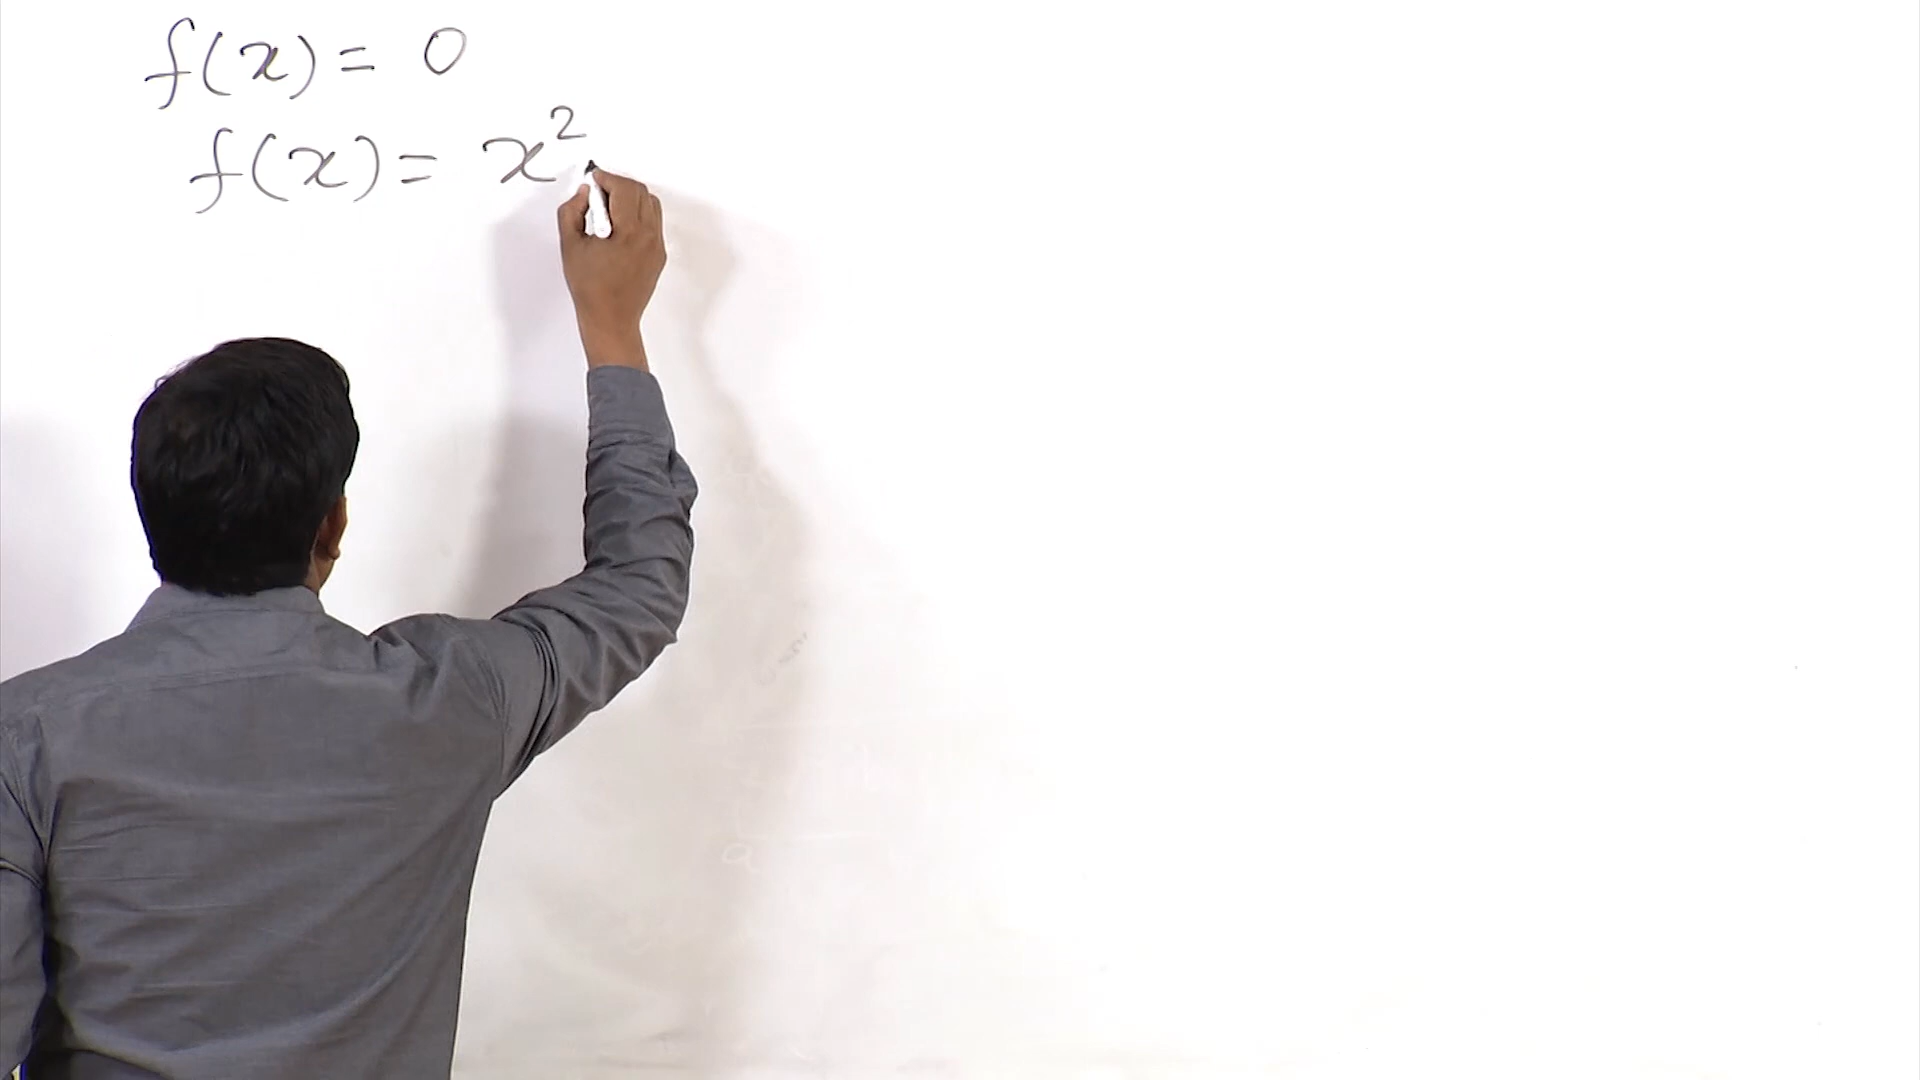 f(x) = 0
f(x) = x²